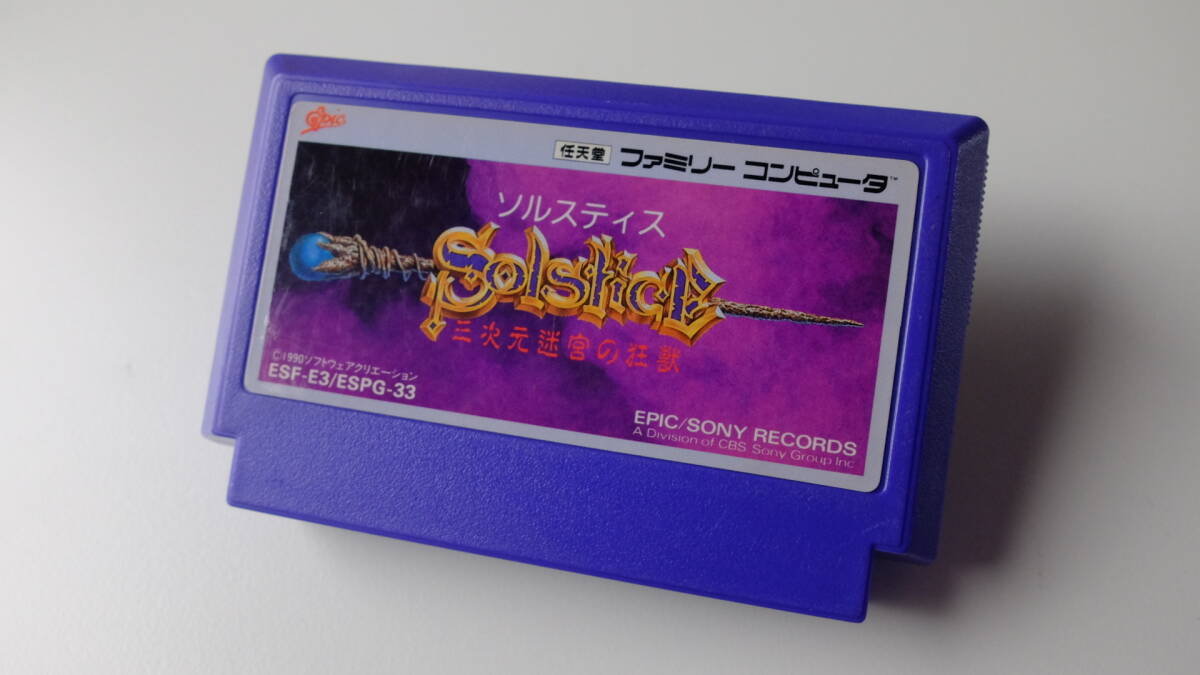 Epic
任天堂 ファミリー コンピュータ™
ソルスティス
Solstice
三次元迷宮の狂獣
©1990ソフトウェアクリエーション
ESF-E3/ESPG-33
EPIC/SONY RECORDS
A Division of CBS Sony Group Inc